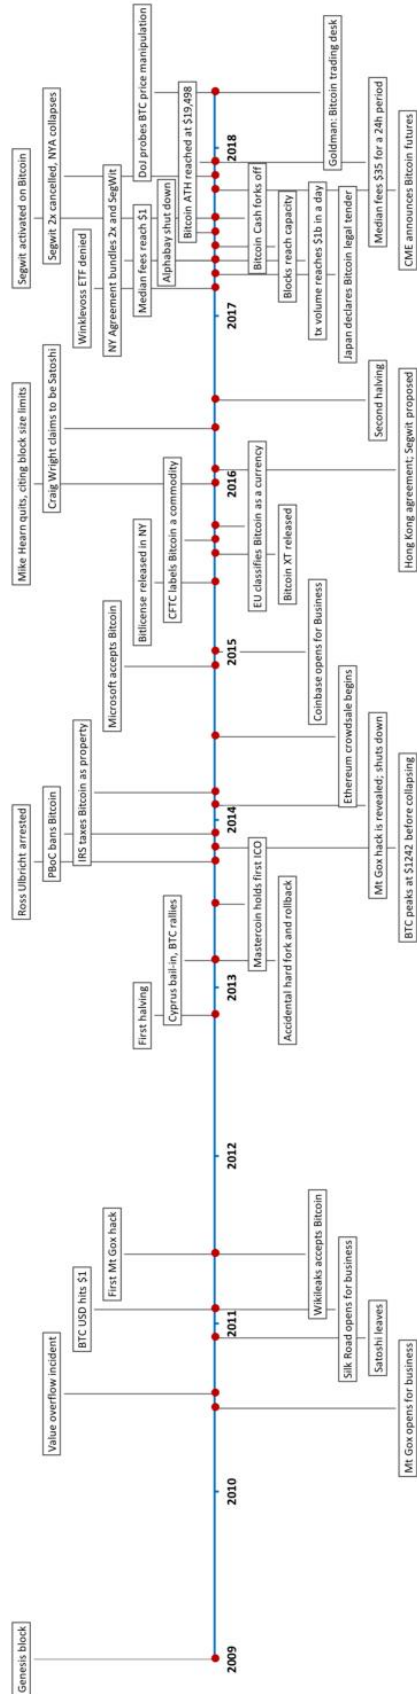 Genesis block
Value overflow incident
BTC USD hits $1
First Mt Gox hack
First halving
Cyprus bail-in, BTC rallies
Ross Ulbricht arrested
PBoC bans Bitcoin
IRS taxes Bitcoin as property
Microsoft accepts Bitcoin
Bitlicense released in NY
CFTC labels Bitcoin a commodity
Mike Hearn quits, citing block size limits
Craig Wright claims to be Satoshi
Winklevoss ETF denied
NY Agreement bundles 2x and SegWit
Median fees reach $1
Alphabay shut down
Segwit activated on Bitcoin
Segwit 2x cancelled, NYA collapses
Bitcoin ATH reached at $19,498
DoJ probes BTC price manipulation
2009
2010
2011
2012
2013
2014
2015
2016
2017
2018
Mt Gox opens for business
Satoshi leaves
Silk Road opens for business
Wikileaks accepts Bitcoin
Accidental hard fork and rollback
Mastercoin holds first ICO
BTC peaks at $1242 before collapsing
Mt Gox hack is revealed; shuts down
Ethereum crowdsale begins
Coinbase opens for Business
Bitcoin XT released
EU classifies Bitcoin as a currency
Hong Kong agreement; Segwit proposed
Second halving
Japan declares Bitcoin legal tender
tx volume reaches $1b in a day
Blocks reach capacity
Bitcoin Cash forks off
CME announces Bitcoin futures
Median fees $35 for a 24h period
Goldman: Bitcoin trading desk